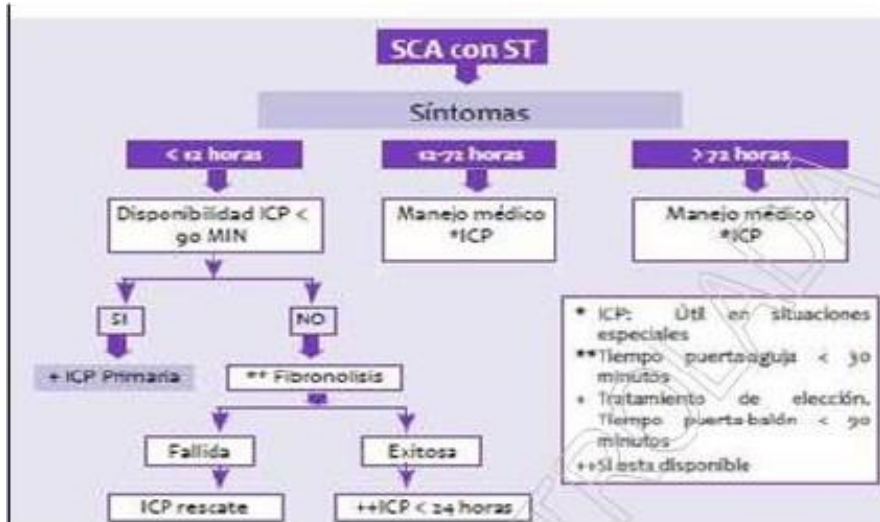 SCA con ST
Síntomas
< 12 horas
12-72 horas
> 72 horas
Disponibilidad ICP <
90 MIN
Manejo médico
*ICP
Manejo médico
*ICP
SI
NO
+ ICP Primaria
** Fibronolisis
Fallida
Exitosa
ICP rescate
++ICP < 24 horas
* ICP: Útil en situaciones
especiales
**Tiempo puerta-aguja < 30
minutos
+ Tratamiento de elección.
Tiempo puerta-balón < 90
minutos
++Si esta disponible